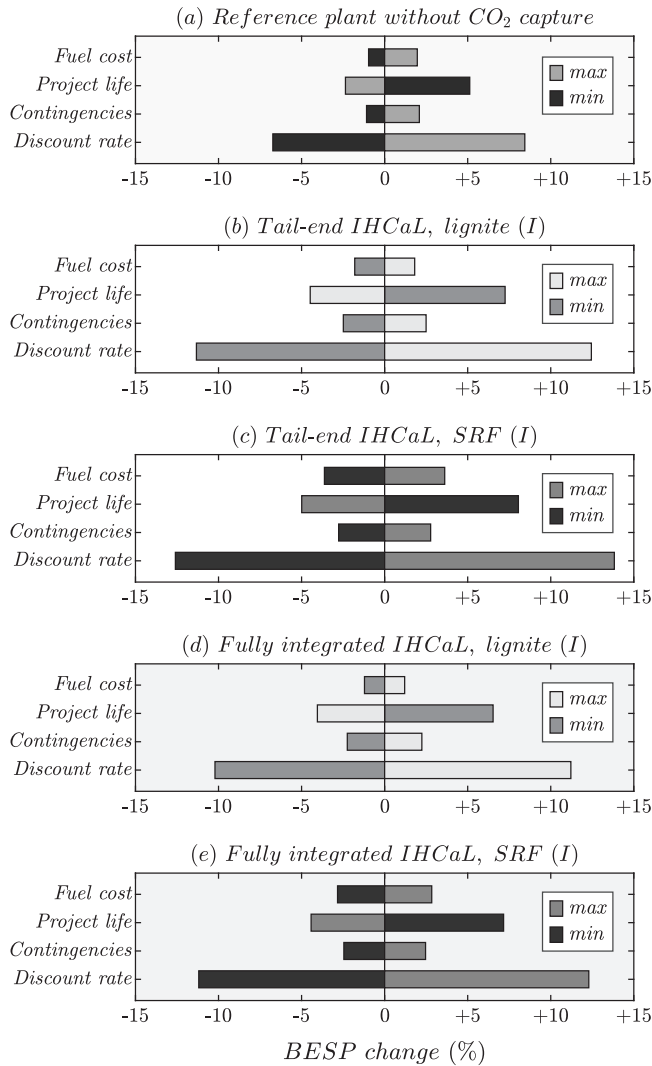 (a) Reference plant without CO₂ capture
Fuel cost
Project life
Contingencies
Discount rate
max
min
-15 -10 -5 0 +5 +10 +15
(b) Tail-end IHCaL, lignite (I)
Fuel cost
Project life
Contingencies
Discount rate
max
min
-15 -10 -5 0 +5 +10 +15
(c) Tail-end IHCaL, SRF (I)
Fuel cost
Project life
Contingencies
Discount rate
max
min
-15 -10 -5 0 +5 +10 +15
(d) Fully integrated IHCaL, lignite (I)
Fuel cost
Project life
Contingencies
Discount rate
max
min
-15 -10 -5 0 +5 +10 +15
(e) Fully integrated IHCaL, SRF (I)
Fuel cost
Project life
Contingencies
Discount rate
max
min
-15 -10 -5 0 +5 +10 +15
BESP change (%)